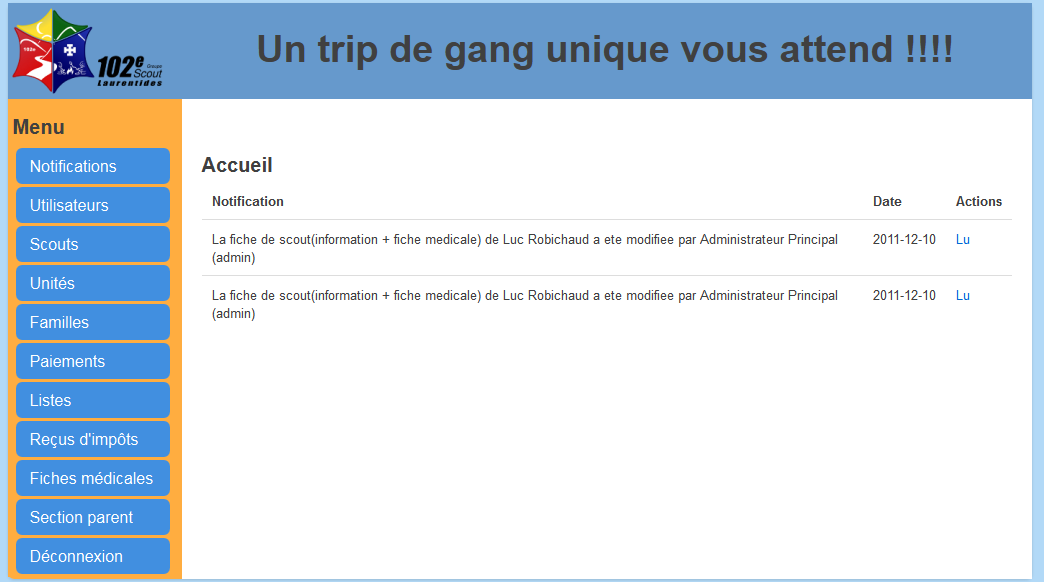 102e
102e Groupe
Scout
Laurentides
Un trip de gang unique vous attend !!!!
Menu
Notifications
Utilisateurs
Scouts
Unités
Familles
Paiements
Listes
Reçus d'impôts
Fiches médicales
Section parent
Déconnexion
Accueil
Notification Date Actions
La fiche de scout(information + fiche medicale) de Luc Robichaud a ete modifiee par Administrateur Principal 2011-12-10 Lu
(admin)
La fiche de scout(information + fiche medicale) de Luc Robichaud a ete modifiee par Administrateur Principal 2011-12-10 Lu
(admin)